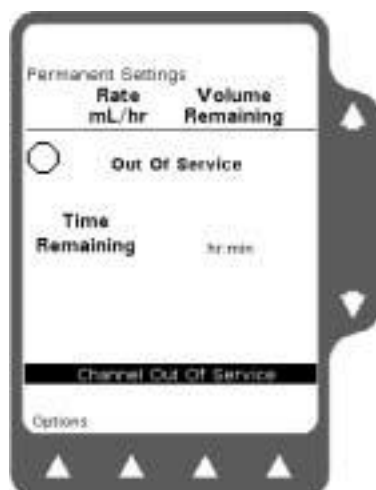 Permanent Settings
Rate Volume
mL/hr Remaining
Out Of Service
Time
Remaining hr:min
Channel Out Of Service
Options